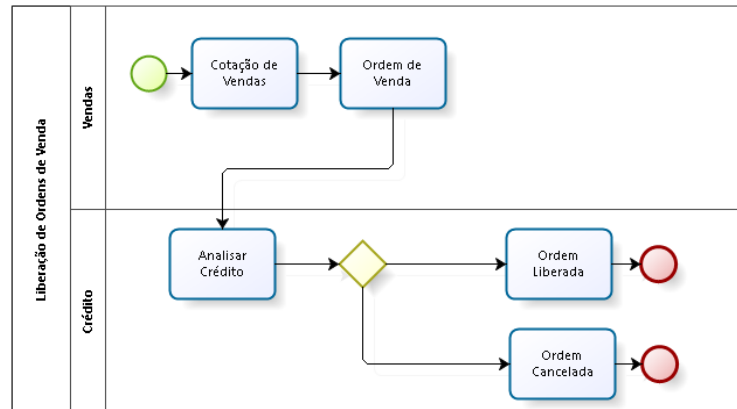 Liberação de Ordens de Venda
Vendas
Cotação de
Vendas
Ordem de
Venda
Crédito
Analisar
Crédito
Ordem
Liberada
Ordem
Cancelada